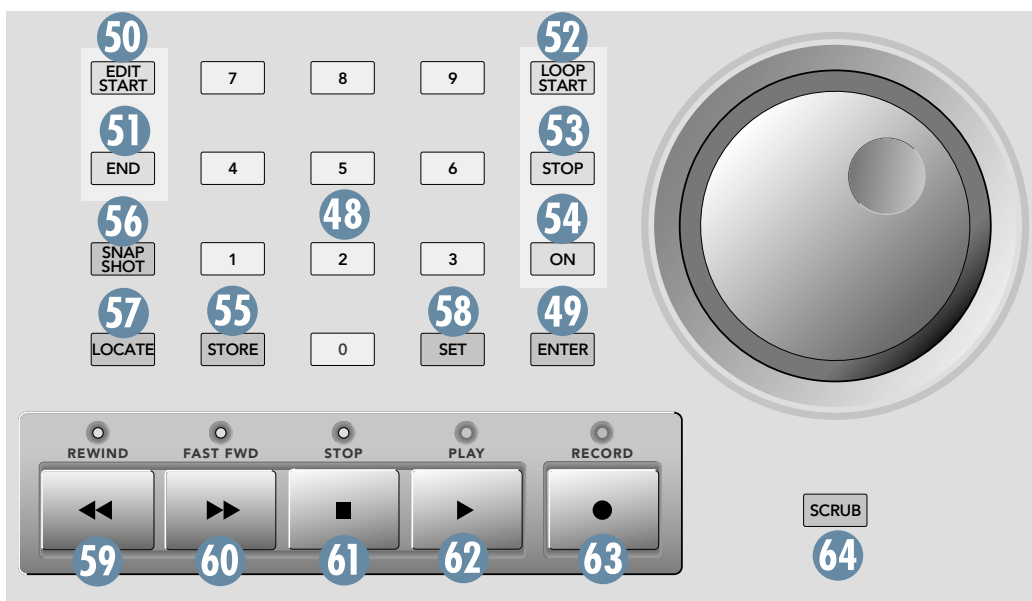 50
52
EDIT
START
7
8
9
LOOP
START
51
53
END
4
5
6
STOP
56
48
54
SNAP
SHOT
1
2
3
ON
57
55
58
49
LOCATE
STORE
0
SET
ENTER
REWIND
FAST FWD
STOP
PLAY
RECORD
SCRUB
59
60
61
62
63
64